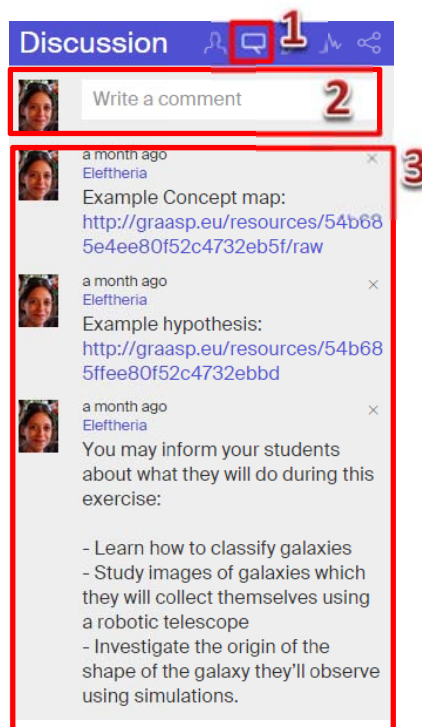 Discussion
1
Write a comment
2
3
a month ago
Eleftheria
Example Concept map:
http://graasp.eu/resources/54b68
5e4ee80f52c4732eb5f/raw
a month ago
Eleftheria
Example hypothesis:
http://graasp.eu/resources/54b68
5ffee80f52c4732ebbd
a month ago
Eleftheria
You may inform your students
about what they will do during this
exercise:
- Learn how to classify galaxies
- Study images of galaxies which
they will collect themselves using
a robotic telescope
- Investigate the origin of the
shape of the galaxy they'll observe
using simulations.